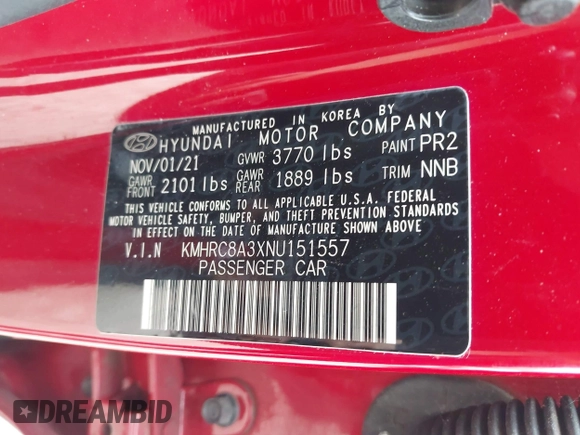 MANUFACTURED IN KOREA BY
HYUNDAI MOTOR COMPANY
NOV/01/21 GVWR 3770 lbs PAINT PR2
GAWR FRONT 2101 lbs GAWR REAR 1889 lbs TRIM NNB
THIS VEHICLE CONFORMS TO ALL APPLICABLE U.S.A. FEDERAL
MOTOR VEHICLE SAFETY, BUMPER, AND THEFT PREVENTION STANDARDS
IN EFFECT ON THE DATE OF MANUFACTURE SHOWN ABOVE
V.I.N KMHRC8A3XNU151557
PASSENGER CAR
DREAMBID